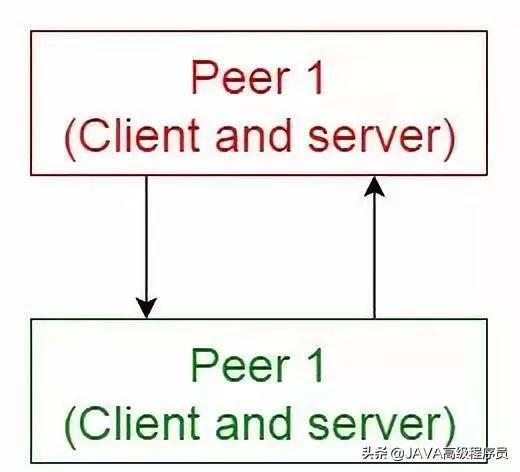 Peer 1
(Client and server)
Peer 1
(Client and server)
头条 @JAVA高级程序员